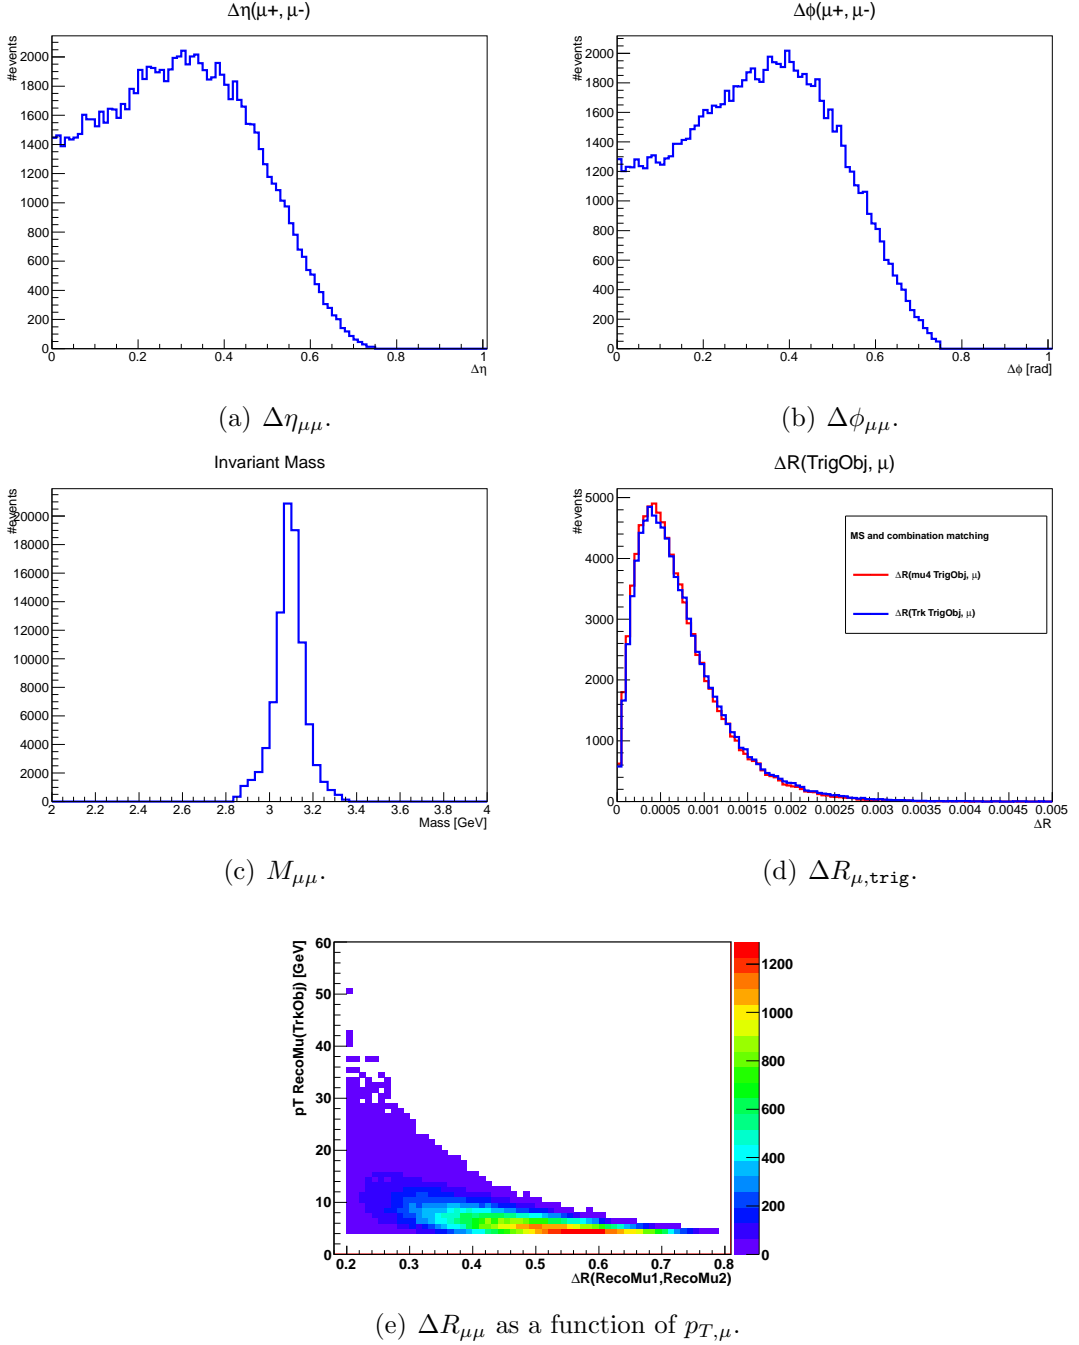 Δη(μ+, μ-)
#events
2000
1800
1600
1400
1200
1000
800
600
400
200
0
0 0.2 0.4 0.6 0.8 1
Δη
(a) Δη_μμ.
Δϕ(μ+, μ-)
#events
2000
1800
1600
1400
1200
1000
800
600
400
200
0
0 0.2 0.4 0.6 0.8 1
Δϕ [rad]
(b) Δϕ_μμ.
Invariant Mass
#events
20000
18000
16000
14000
12000
10000
8000
6000
4000
2000
0
2 2.2 2.4 2.6 2.8 3 3.2 3.4 3.6 3.8 4
Mass [GeV]
(c) M_μμ.
ΔR(TrigObj, μ)
#events
5000
4000
3000
2000
1000
0
MS and combination matching
ΔR(mu4 TrigObj, μ)
ΔR(Trk TrigObj, μ)
0 0.0005 0.001 0.0015 0.002 0.0025 0.003 0.0035 0.004 0.0045 0.005
ΔR
(d) ΔR_μ,trig.
pT RecoMu(TrkObj) [GeV]
60
50
40
30
20
10
0
0.2 0.3 0.4 0.5 0.6 0.7 0.8
ΔR(RecoMu1,RecoMu2)
1200
1000
800
600
400
200
0
(e) ΔR_μμ as a function of p_T,μ.